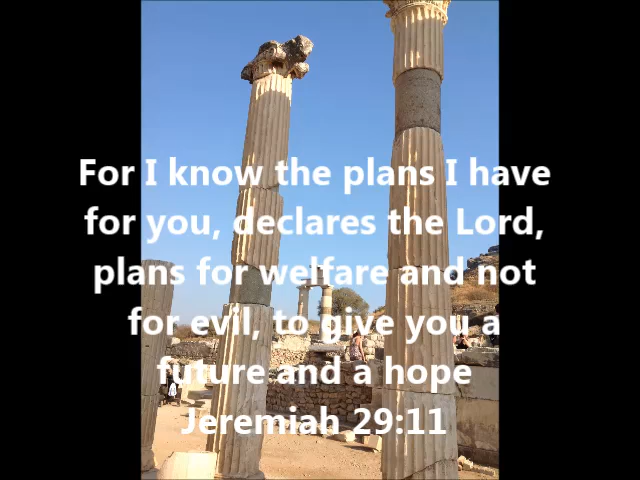 For I know the plans I have
for you, declares the Lord,
plans for welfare and not
for evil, to give you a
future and a hope
Jeremiah 29:11